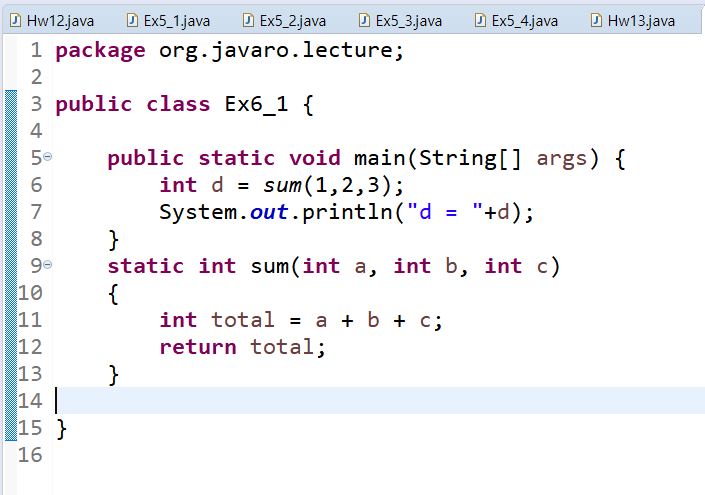 Hw12.java Ex5_1.java Ex5_2.java Ex5_3.java Ex5_4.java Hw13.java
1 package org.javaro.lecture;
2
3 public class Ex6_1 {
4
5 public static void main(String[] args) {
6 int d = sum(1,2,3);
7 System.out.println("d = "+d);
8 }
9 static int sum(int a, int b, int c)
10 {
11 int total = a + b + c;
12 return total;
13 }
14
15 }
16